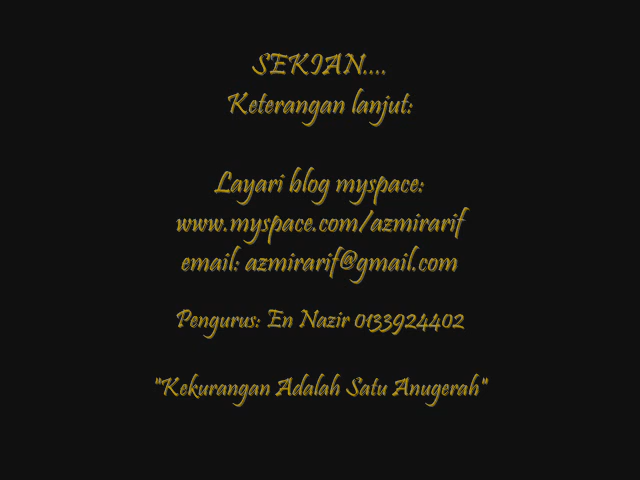 SEKIAN....
Keterangan lanjut:
Layari blog myspace:
www.myspace.com/azmirarif
email: azmirarif@gmail.com
Pengurus: En Nazir 0133924402
"Kekurangan Adalah Satu Anugerah"